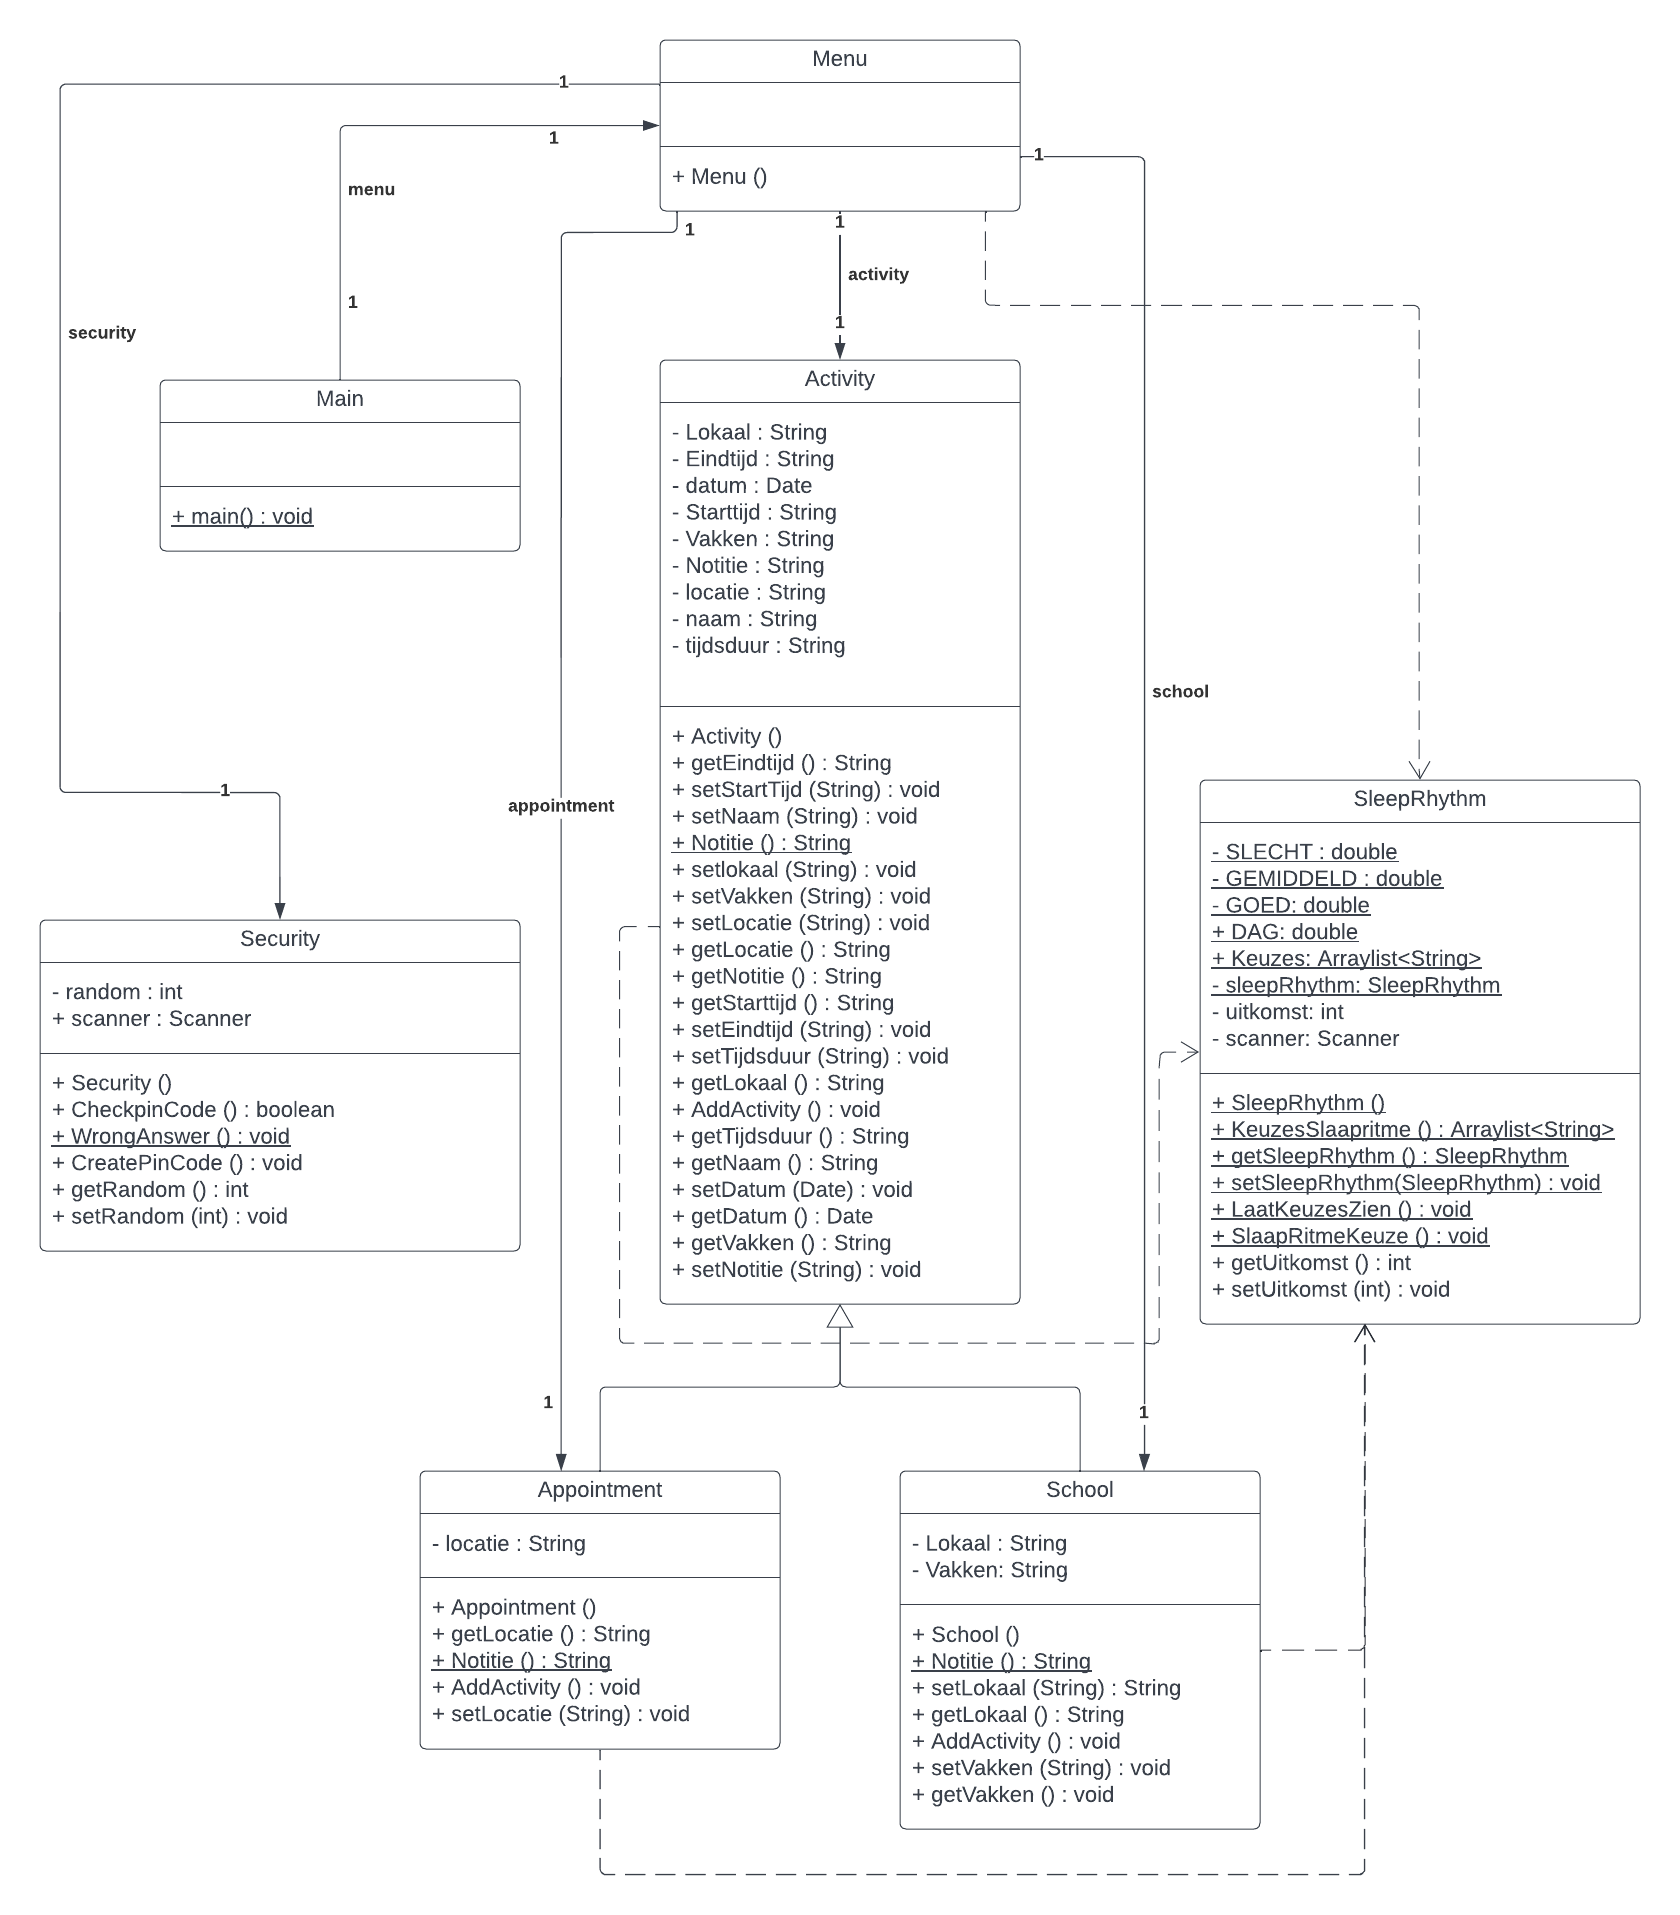 Menu
+ Menu ()
1
1
menu
1
1
1
1
activity
1
security
Main
+ main() : void
Activity
- Lokaal : String
- Eindtijd : String
- datum : Date
- Starttijd : String
- Vakken : String
- Notitie : String
- locatie : String
- naam : String
- tijdsduur : String
+ Activity ()
+ getEindtijd () : String
+ setStartTijd (String) : void
+ setNaam (String) : void
+ Notitie () : String
+ setlokaal (String) : void
+ setVakken (String) : void
+ setLocatie (String) : void
+ getLocatie () : String
+ getNotitie () : String
+ getStarttijd () : String
+ setEindtijd (String) : void
+ setTijdsduur (String) : void
+ getLokaal () : String
+ AddActivity () : void
+ getTijdsduur () : String
+ getNaam () : String
+ setDatum (Date) : void
+ getDatum () : Date
+ getVakken () : String
+ setNotitie (String) : void
school
1
appointment
SleepRhythm
- SLECHT : double
- GEMIDDELD : double
- GOED: double
+ DAG: double
+ Keuzes: Arraylist<String>
- sleepRhythm: SleepRhythm
- uitkomst: int
- scanner: Scanner
+ SleepRhythm ()
+ KeuzesSlaapritme () : Arraylist<String>
+ getSleepRhythm () : SleepRhythm
+ setSleepRhythm(SleepRhythm) : void
+ LaatKeuzesZien () : void
+ SlaapRitmeKeuze () : void
+ getUitkomst () : int
+ setUitkomst (int) : void
Security
- random : int
+ scanner : Scanner
+ Security ()
+ CheckpinCode () : boolean
+ WrongAnswer () : void
+ CreatePinCode () : void
+ getRandom () : int
+ setRandom (int) : void
1
1
Appointment
- locatie : String
+ Appointment ()
+ getLocatie () : String
+ Notitie () : String
+ AddActivity () : void
+ setLocatie (String) : void
School
- Lokaal : String
- Vakken: String
+ School ()
+ Notitie () : String
+ setLokaal (String) : String
+ getLokaal () : String
+ AddActivity () : void
+ setVakken (String) : void
+ getVakken () : void